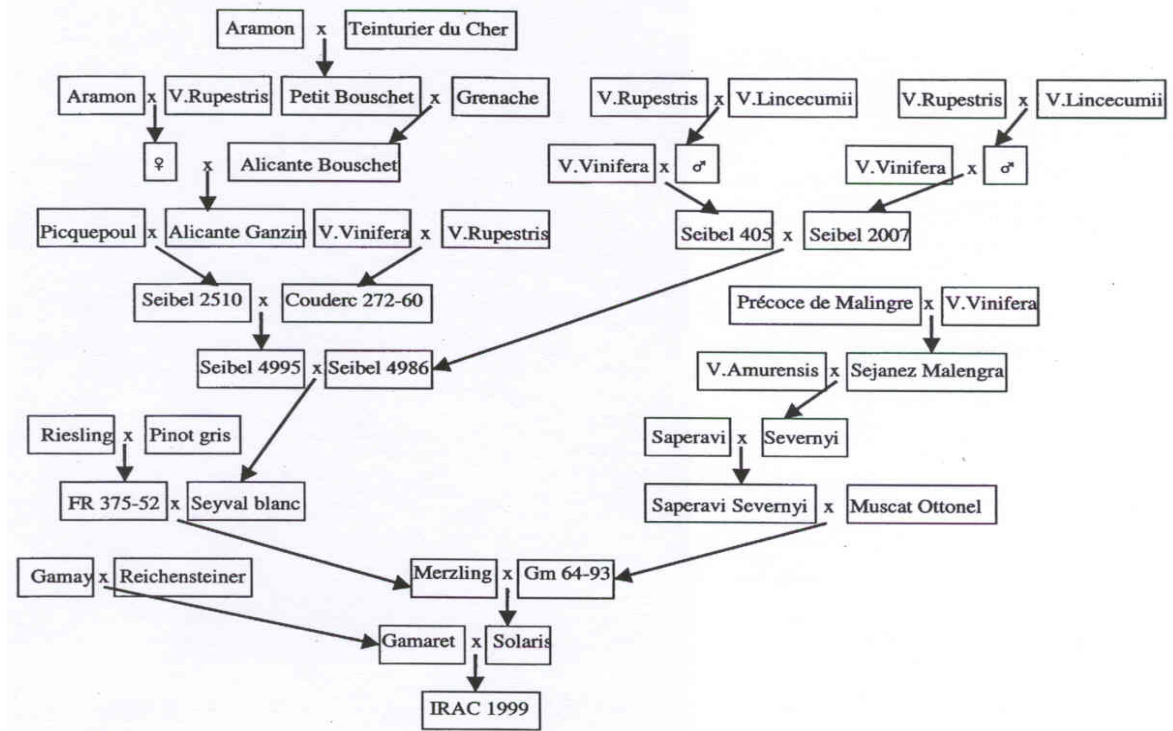 Aramon x Teinturier du Cher
Aramon x V.Rupestris Petit Bouschet x Grenache V.Rupestris x V.Lincecumii V.Rupestris x V.Lincecumii
♀ x Alicante Bouschet V.Vinifera x ♂ V.Vinifera x ♂
Picquepoul x Alicante Ganzin V.Vinifera x V.Rupestris Seibel 405 x Seibel 2007
Seibel 2510 x Couderc 272-60 Précoce de Malingre x V.Vinifera
Seibel 4995 x Seibel 4986 V.Amurensis x Sejanez Malengra
Riesling x Pinot gris Saperavi x Severnyi
FR 375-52 x Seyval blanc Saperavi Severnyi x Muscat Ottonel
Gamay x Reichensteiner Merzling x Gm 64-93
Gamaret x Solaris
IRAC 1999